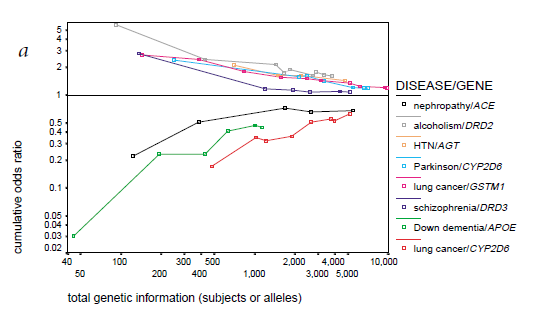 a
5
4
3
2
1
0.5
0.4
0.3
0.2
0.1
0.05
0.04
0.03
0.02
cumulative odds ratio
40 100 200 400 1,000 2,000 4,000 10,000
50 300 500 3,000 5,000
total genetic information (subjects or alleles)
DISEASE/GENE
nephropathy/ACE
alcoholism/DRD2
HTN/AGT
Parkinson/CYP2D6
lung cancer/GSTM1
schizophrenia/DRD3
Down dementia/APOE
lung cancer/CYP2D6